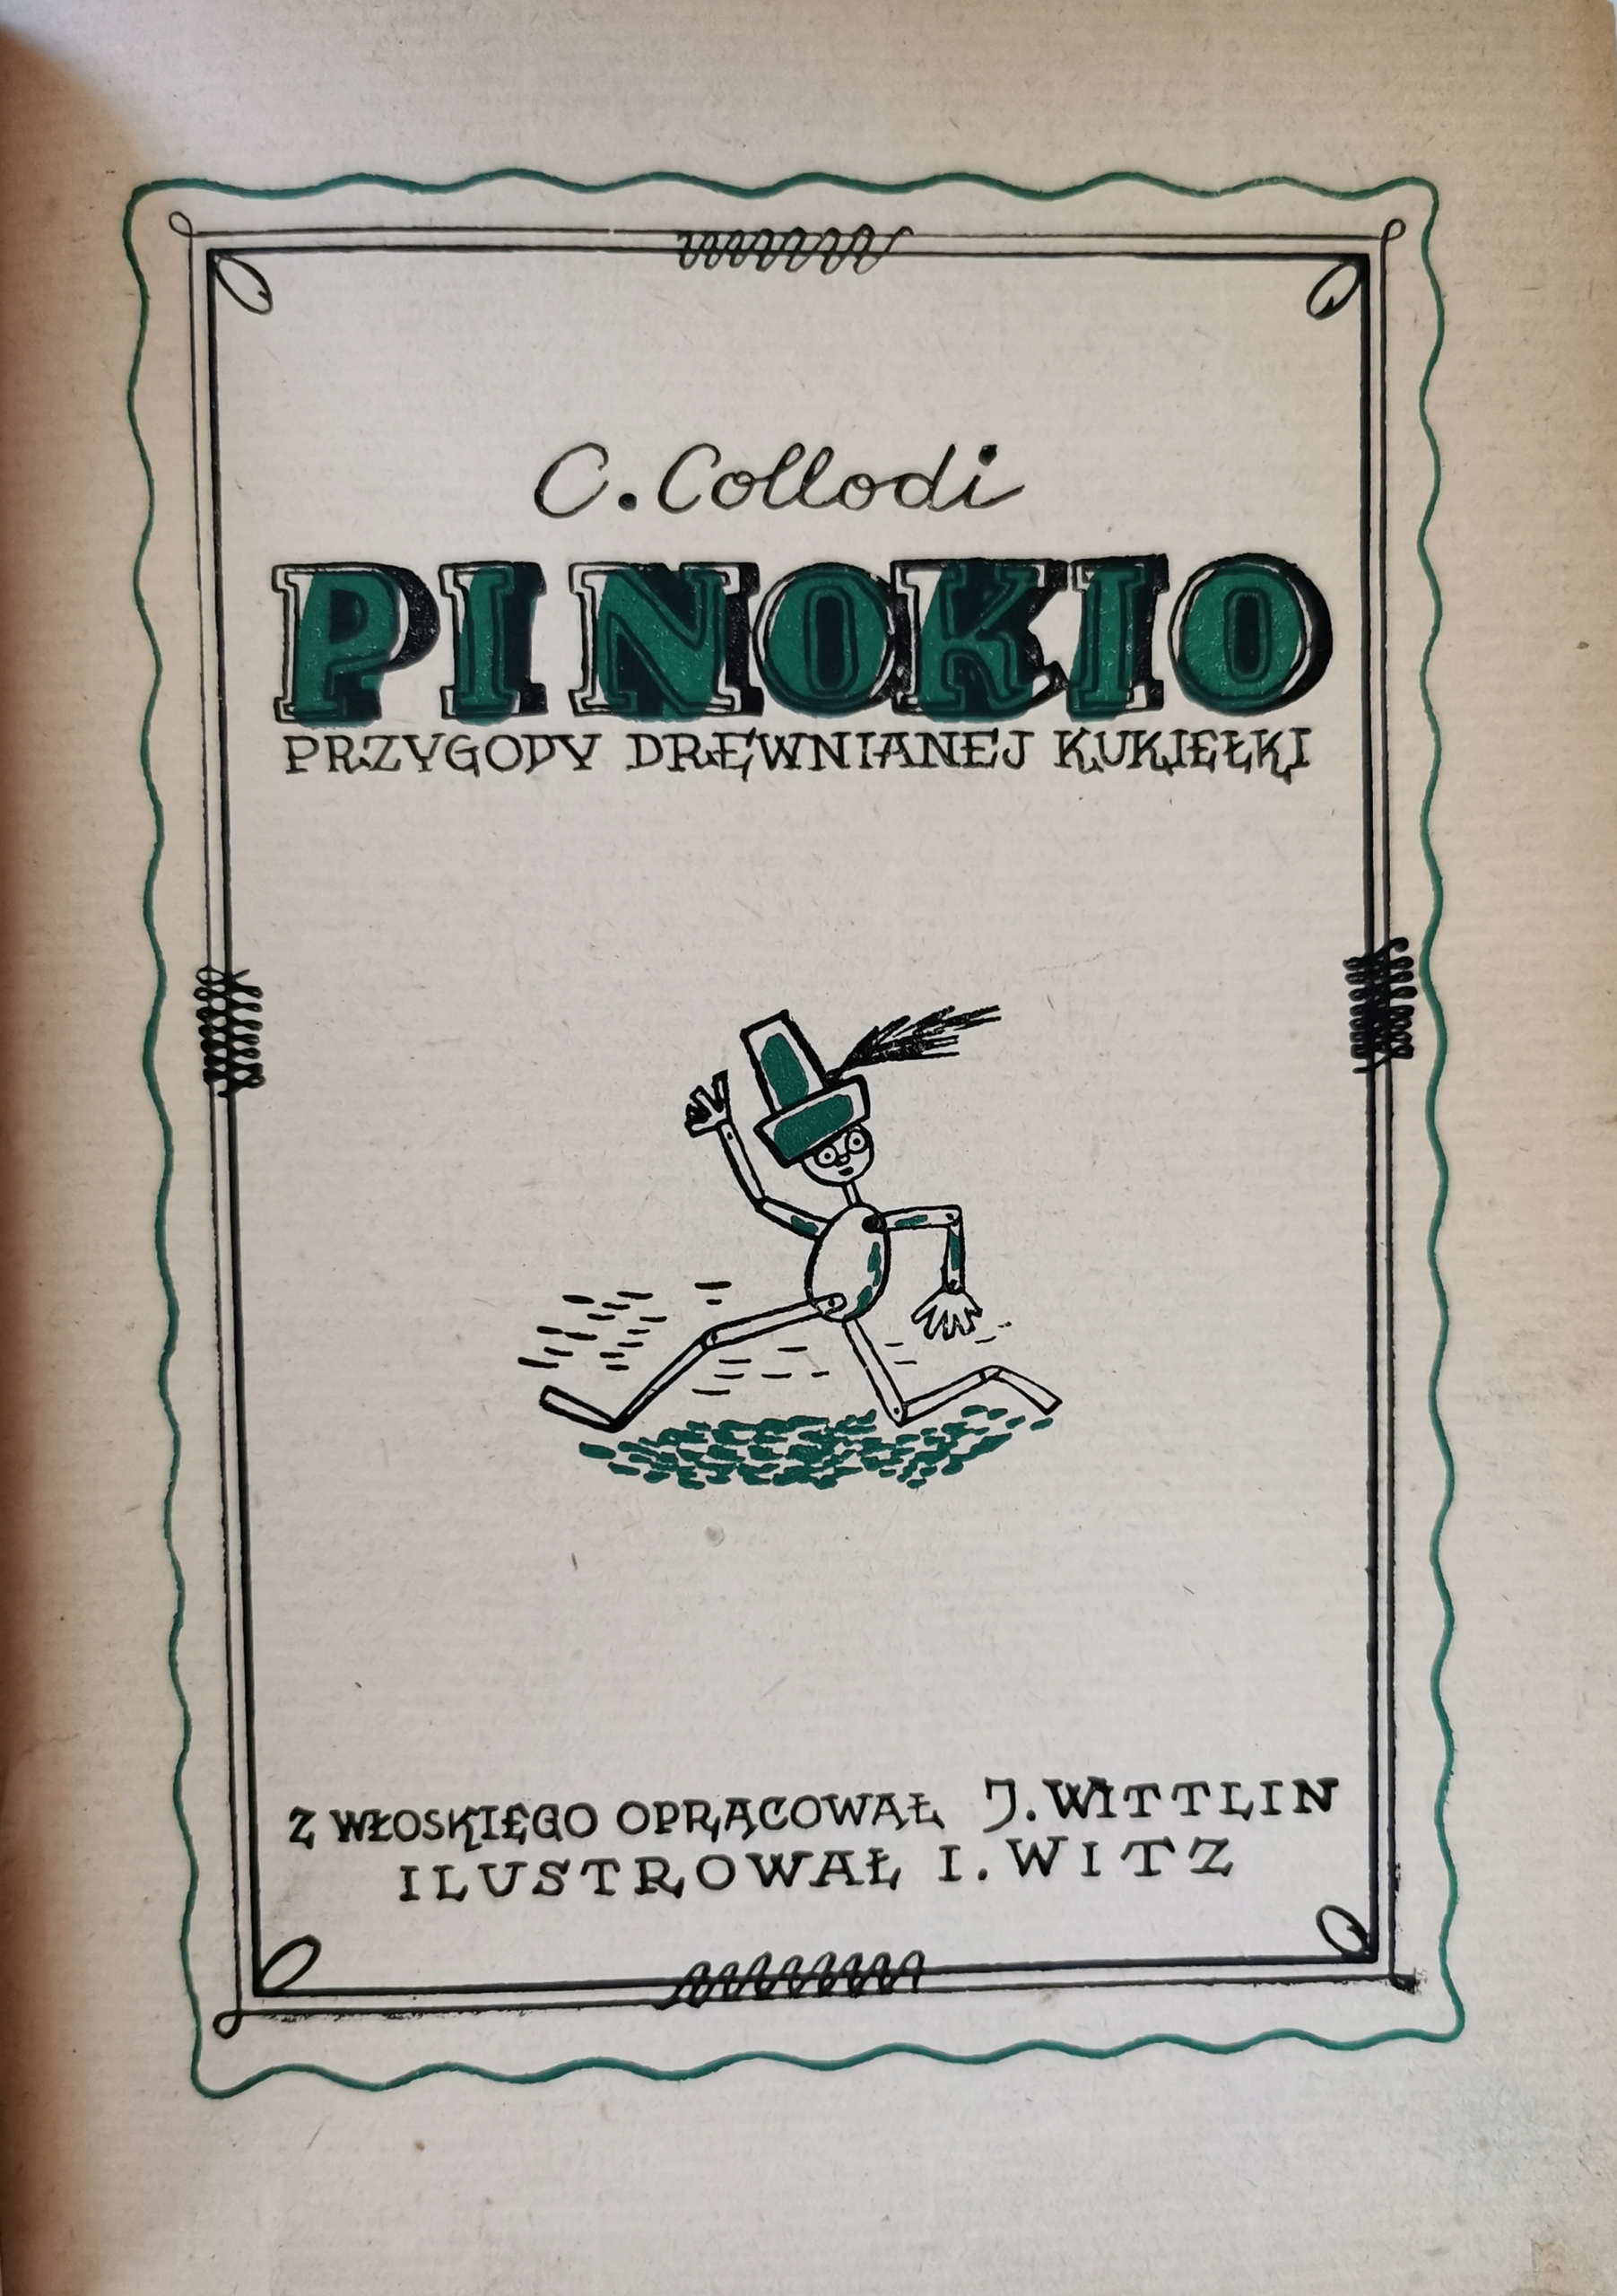 C. Collodi
PINOKIO
PRZYGODY DREWNIANEJ KUKIEŁKI
Z WŁOSKIEGO OPRACOWAŁ J. WITTLIN
ILUSTROWAŁ I. WITZ